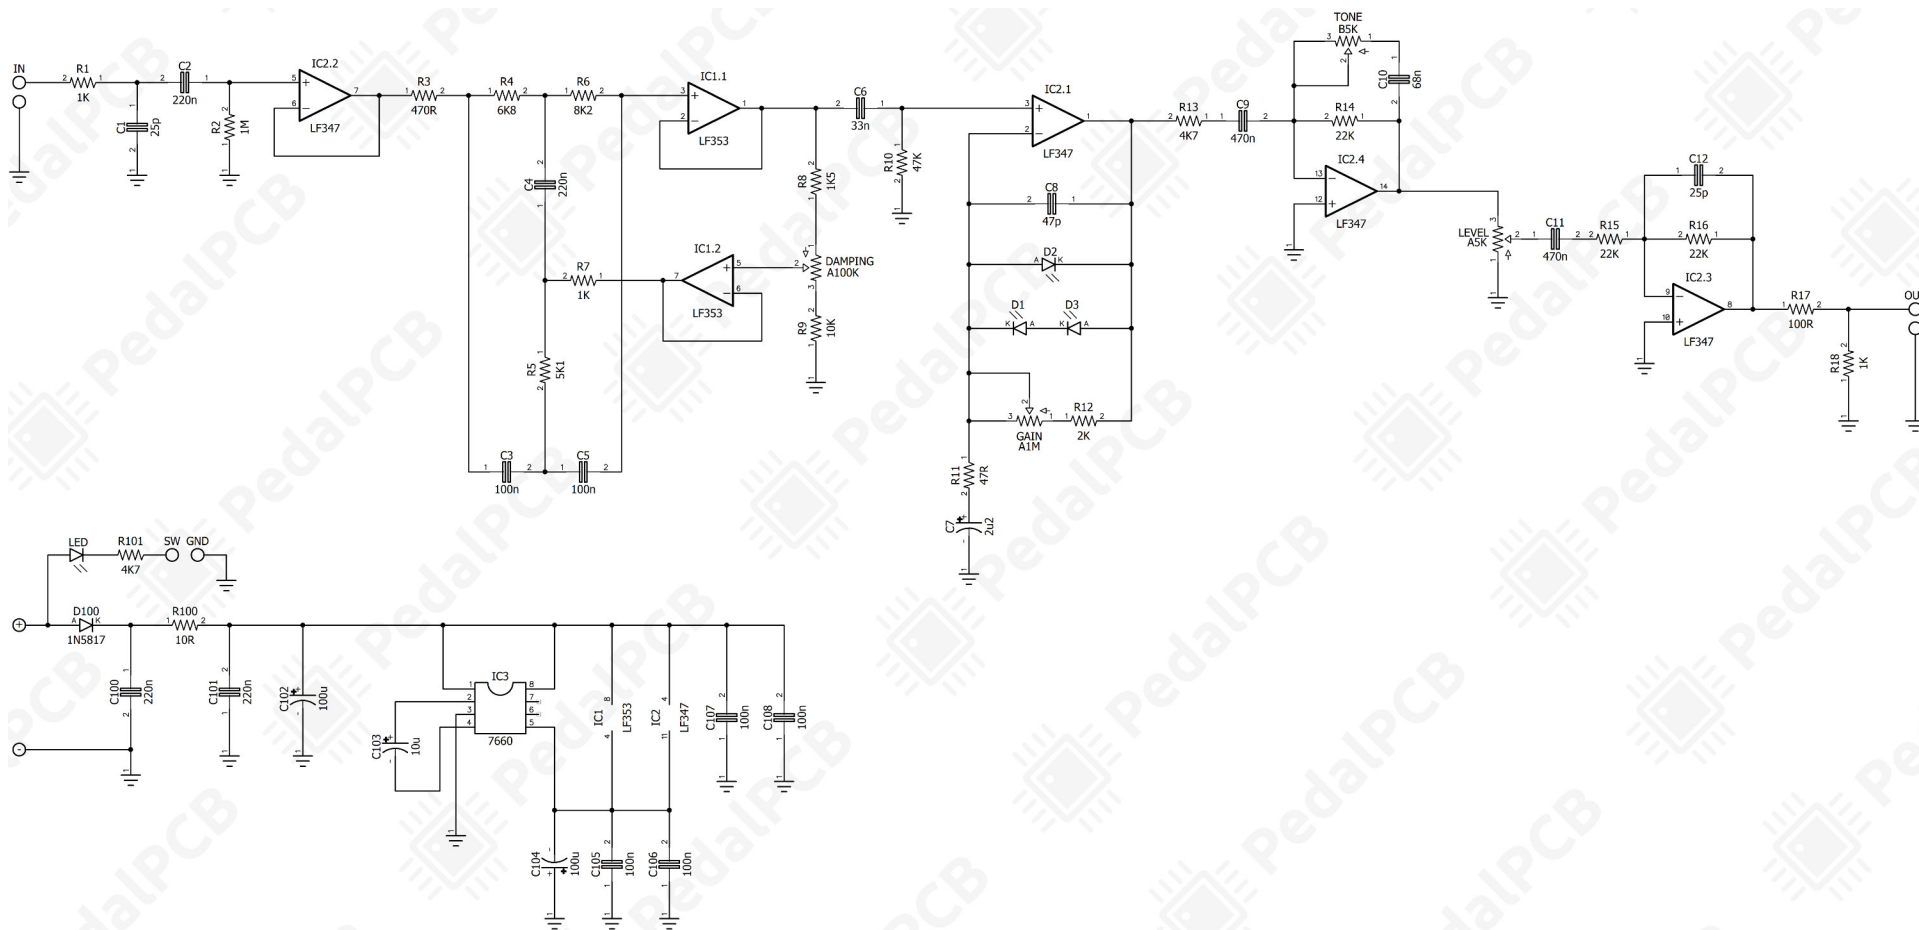 IN
R1
1K
C1
25p
C2
220n
R2
1M
IC2.2
LF347
R3
470R
R4
6K8
R6
8K2
C4
220n
R7
1K
R5
5K1
C3
100n
C5
100n
IC1.1
LF353
IC1.2
LF353
R8
1K5
DAMPING
A100K
R9
10K
C6
33n
R10
47K
IC2.1
LF347
C8
47p
D2
A K
D1
K A
D3
K A
GAIN
A1M
R12
2K
R11
47R
C7
2u2
R13
4K7
C9
470n
TONE
B5K
C10
68n
R14
22K
IC2.4
LF347
LEVEL
A5K
C11
470n
R15
22K
C12
25p
R16
22K
IC2.3
LF347
R17
100R
R18
1K
OU
LED
R101
4K7
SW GND
D100
A K
1N5817
R100
10R
C100
220n
C101
220n
C102
100u
IC3
7660
C103
10u
IC1
LF353
IC2
LF347
C107
100n
C108
100n
C104
100u
C105
100n
C106
100n
PedalPCB